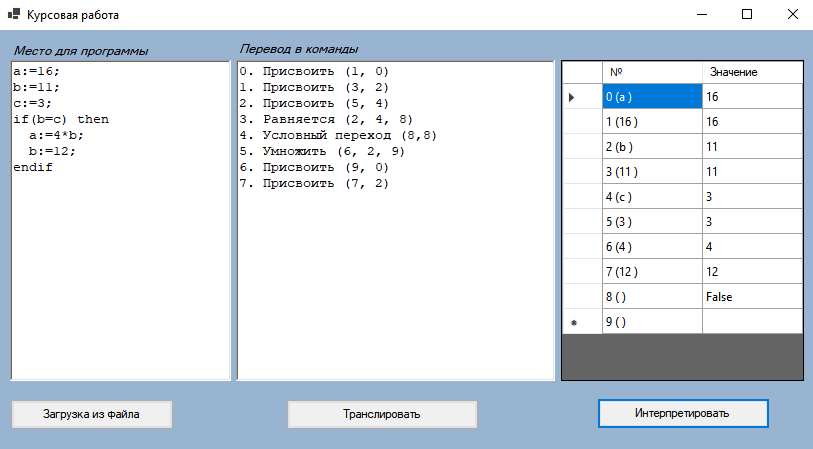 Курсовая работа
Место для программы
a:=16;
b:=11;
c:=3;
if(b=c) then
  a:=4*b;
  b:=12;
endif
Перевод в команды
0. Присвоить (1, 0)
1. Присвоить (3, 2)
2. Присвоить (5, 4)
3. Равняется (2, 4, 8)
4. Условный переход (8,8)
5. Умножить (6, 2, 9)
6. Присвоить (9, 0)
7. Присвоить (7, 2)
№ Значение
0 (a ) 16
1 (16 ) 16
2 (b ) 11
3 (11 ) 11
4 (c ) 3
5 (3 ) 3
6 (4 ) 4
7 (12 ) 12
8 ( ) False
9 ( )
Загрузка из файла
Транслировать
Интерпретировать